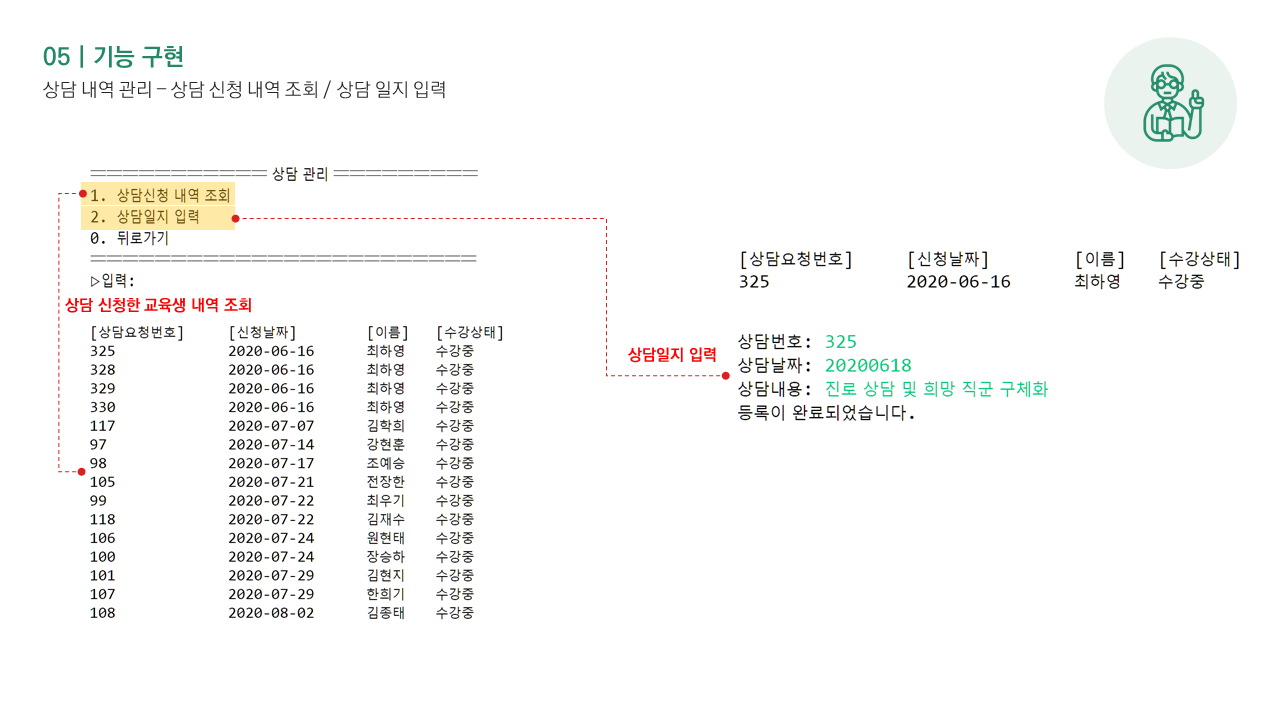 05 | 기능 구현
상담 내역 관리 – 상담 신청 내역 조회 / 상담 일지 입력
════════════ 상담 관리 ══════════
1. 상담신청 내역 조회
2. 상담일지 입력
0. 뒤로가기
══════════════════════════
▷입력:
상담 신청한 교육생 내역 조회
[상담요청번호] [신청날짜] [이름] [수강상태]
325 2020-06-16 최하영 수강중
328 2020-06-16 최하영 수강중
329 2020-06-16 최하영 수강중
330 2020-06-16 최하영 수강중
117 2020-07-07 김학희 수강중
97 2020-07-14 강현훈 수강중
98 2020-07-17 조예승 수강중
105 2020-07-21 전장한 수강중
99 2020-07-22 최우기 수강중
118 2020-07-22 김재수 수강중
106 2020-07-24 원현태 수강중
100 2020-07-24 장승하 수강중
101 2020-07-29 김현지 수강중
107 2020-07-29 한희기 수강중
108 2020-08-02 김종태 수강중
[상담요청번호] [신청날짜] [이름] [수강상태]
325 2020-06-16 최하영 수강중
상담일지 입력
상담번호: 325
상담날짜: 20200618
상담내용: 진로 상담 및 희망 직군 구체화
등록이 완료되었습니다.